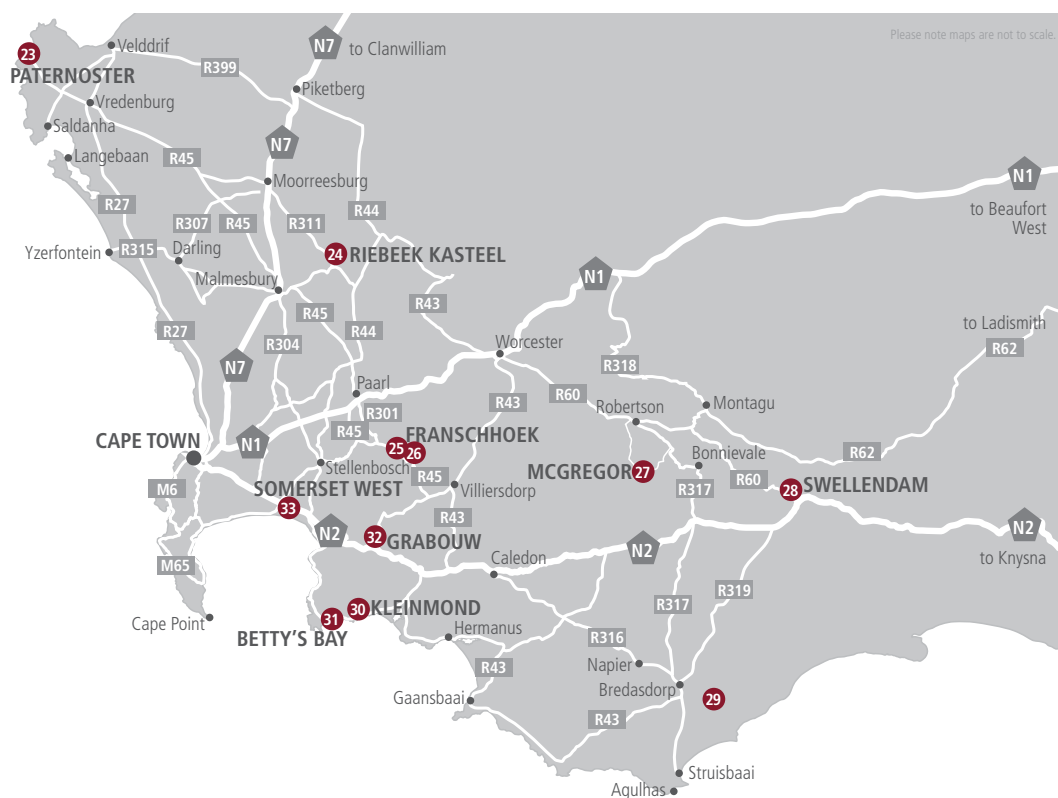 Please note maps are not to scale.
N7
to Clanwilliam
Velddrif
23
PATERNOSTER
R399
Piketberg
Vredenburg
Saldanha
N7
Langebaan
R45
Moorreesburg
N1
to Beaufort
West
R27
R307
R45
R311
R44
Yzerfontein
R315
Darling
24
RIEBEEK KASTEEL
Malmesbury
N1
R43
R45
R27
R304
R44
to Ladismith
R62
Worcester
N7
R318
Paarl
R60
R43
Montagu
R301
Robertson
R45
CAPE TOWN
N1
FRANSCHHOEK
25
26
Bonnievale
R62
Stellenbosch
R45
MCGREGOR
27
R60
M6
SOMERSET WEST
Villiersdorp
R317
28
SWELLENDAM
33
R43
N2
32
GRABOUW
N2
N2
to Knysna
M65
Caledon
R319
R317
30
KLEINMOND
31
Cape Point
BETTY'S BAY
Hermanus
R316
R43
Napier
Bredasdorp
29
Gaansbaai
R43
Struisbaai
Agulhas